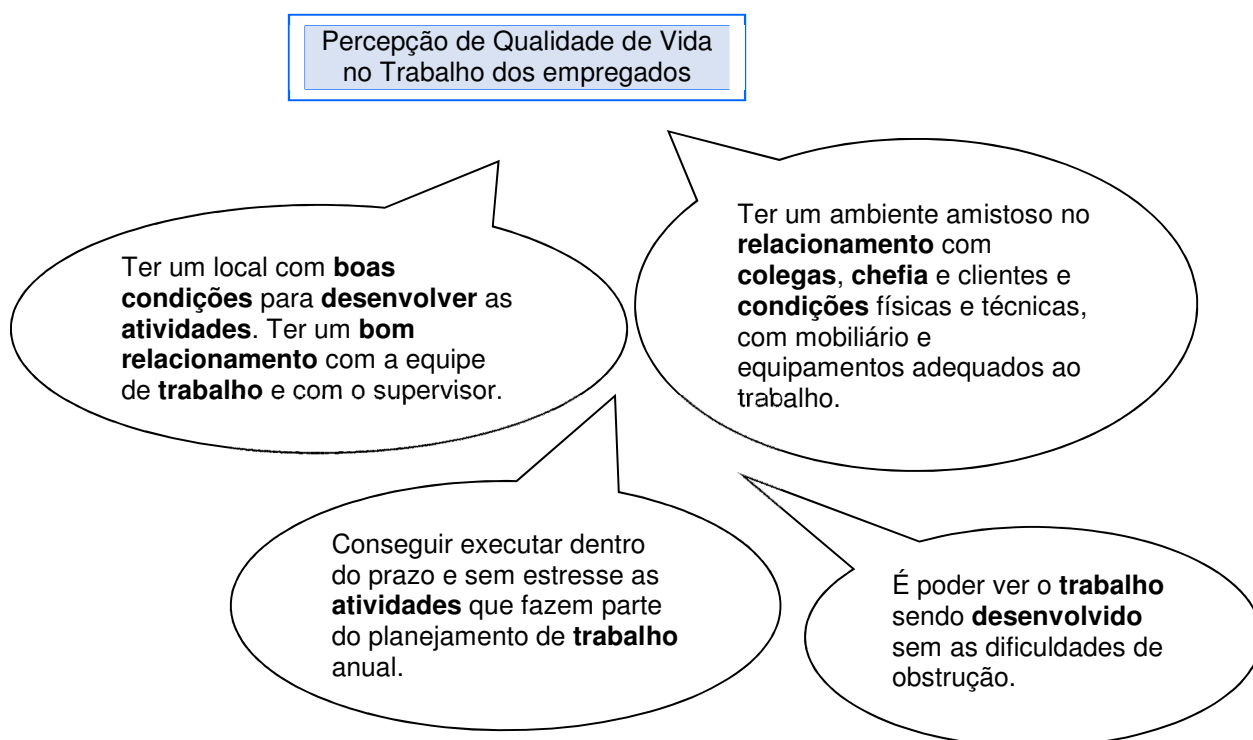 Percepção de Qualidade de Vida
no Trabalho dos empregados
Ter um local com boas
condições para desenvolver as
atividades. Ter um bom
relacionamento com a equipe
de trabalho e com o supervisor.
Ter um ambiente amistoso no
relacionamento com
colegas, chefia e clientes e
condições físicas e técnicas,
com mobiliário e
equipamentos adequados ao
trabalho.
Conseguir executar dentro
do prazo e sem estresse as
atividades que fazem parte
do planejamento de trabalho
anual.
É poder ver o trabalho
sendo desenvolvido
sem as dificuldades de
obstrução.